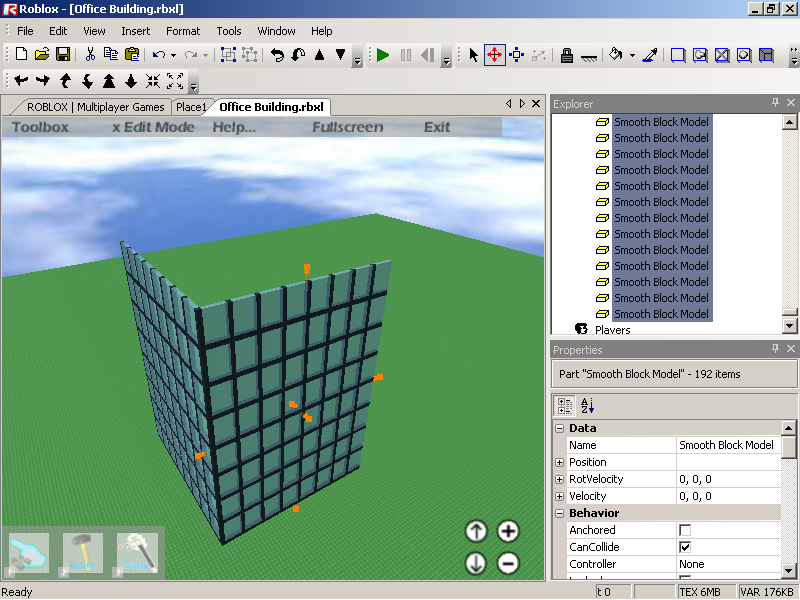 Roblox - [Office Building.rbxl]
File Edit View Insert Format Tools Window Help
ROBLOX | Multiplayer Games Place1 Office Building.rbxl
Toolbox x Edit Mode Help... Fullscreen Exit
1 2 3
Explorer
Smooth Block Model
Smooth Block Model
Smooth Block Model
Smooth Block Model
Smooth Block Model
Smooth Block Model
Smooth Block Model
Smooth Block Model
Smooth Block Model
Smooth Block Model
Smooth Block Model
Smooth Block Model
Smooth Block Model
Players
Properties
Part "Smooth Block Model" - 192 items
Data
Name Smooth Block Model
Position
RotVelocity 0, 0, 0
Velocity 0, 0, 0
Behavior
Anchored
CanCollide
Controller None
Ready t 0 TEX 6MB VAR 176KB